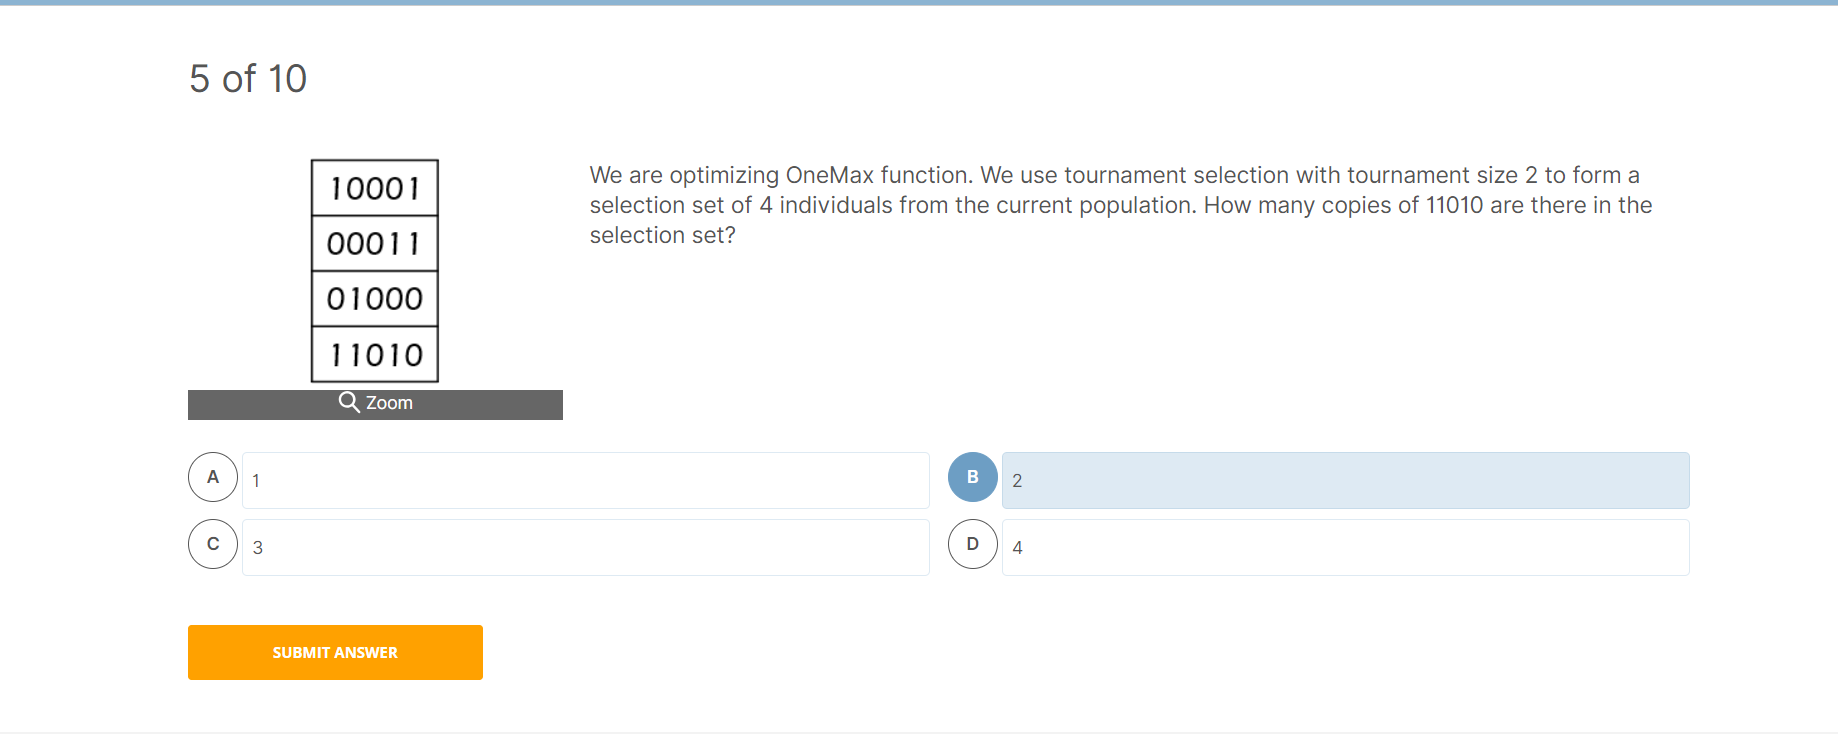 5 of 10
10001
00011
01000
11010
Zoom
We are optimizing OneMax function. We use tournament selection with tournament size 2 to form a
selection set of 4 individuals from the current population. How many copies of 11010 are there in the
selection set?
A 1
B 2
C 3
D 4
SUBMIT ANSWER